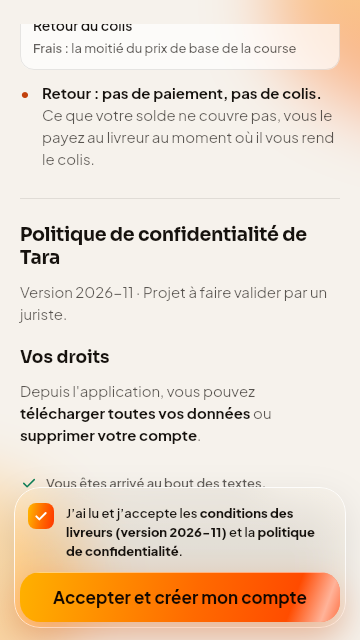 Retour du colis
Frais : la moitié du prix de base de la course
• Retour : pas de paiement, pas de colis.
Ce que votre solde ne couvre pas, vous le
payez au livreur au moment où il vous rend
le colis.
Politique de confidentialité de
Tara
Version 2026-11 · Projet à faire valider par un
juriste.
Vos droits
Depuis l'application, vous pouvez
télécharger toutes vos données ou
supprimer votre compte.
Vous êtes arrivé au bout des textes.
J'ai lu et j'accepte les conditions des
livreurs (version 2026-11) et la politique
de confidentialité.
Accepter et créer mon compte